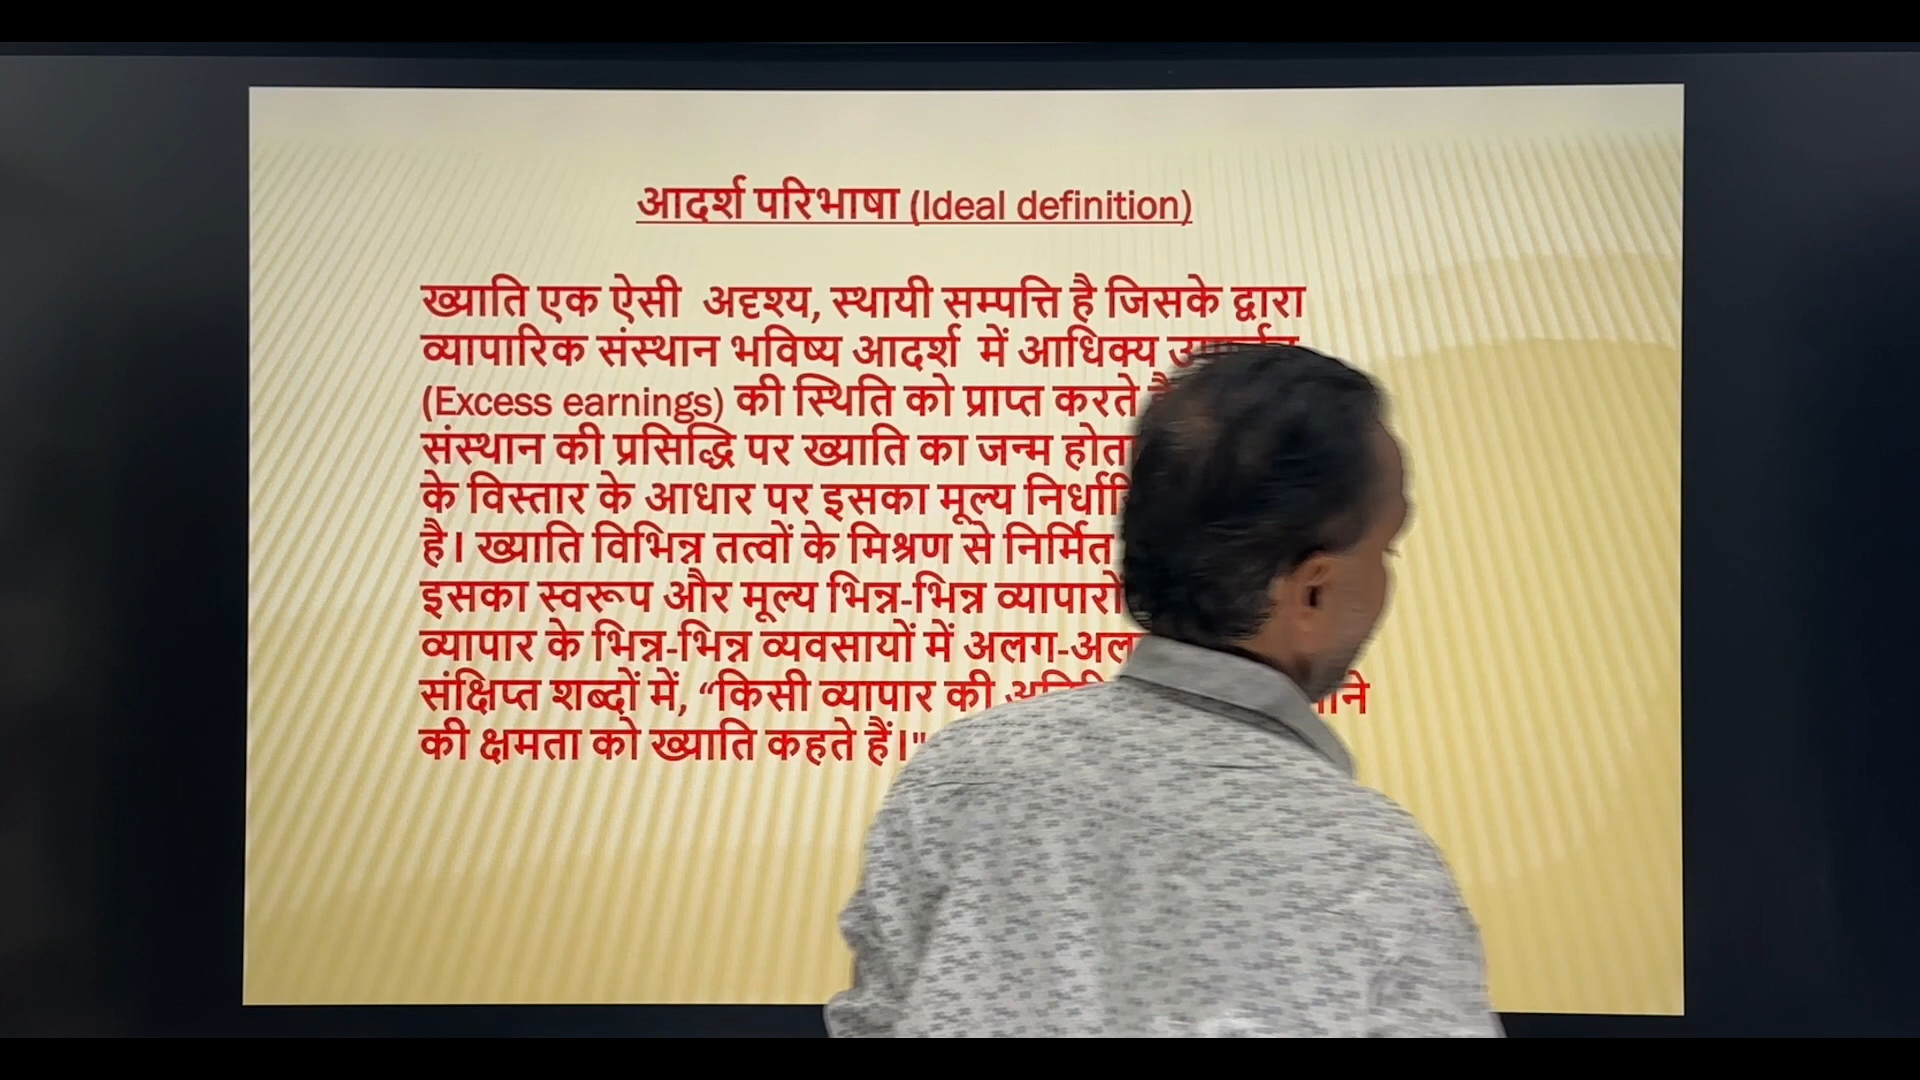 आदर्श परिभाषा (Ideal definition)
ख्याति एक ऐसी अदृश्य, स्थायी सम्पत्ति है जिसके द्वारा
व्यापारिक संस्थान भविष्य आदर्श में आधिक्य
(Excess earnings) की स्थिति को प्राप्त करते
संस्थान की प्रसिद्धि पर ख्याति का जन्म
के विस्तार के आधार पर इसका मूल्य
है। ख्याति विभिन्न तत्वों के मिश्रण से निर्मित
इसका स्वरूप और मूल्य भिन्न-भिन्न
व्यापार के भिन्न-भिन्न व्यवसायों में
संक्षिप्त शब्दों में, “किसी व्यापार की
की क्षमता को ख्याति कहते हैं।"